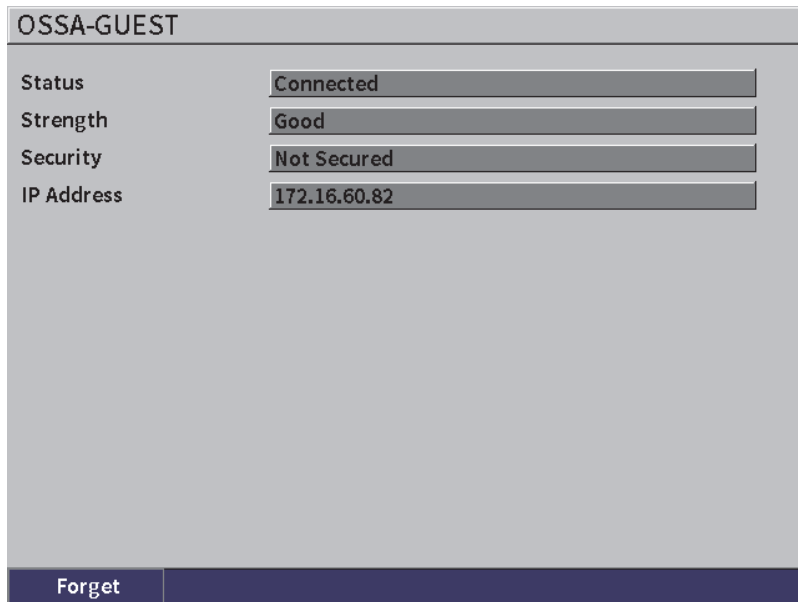 OSSA-GUEST
Status Connected
Strength Good
Security Not Secured
IP Address 172.16.60.82
Forget